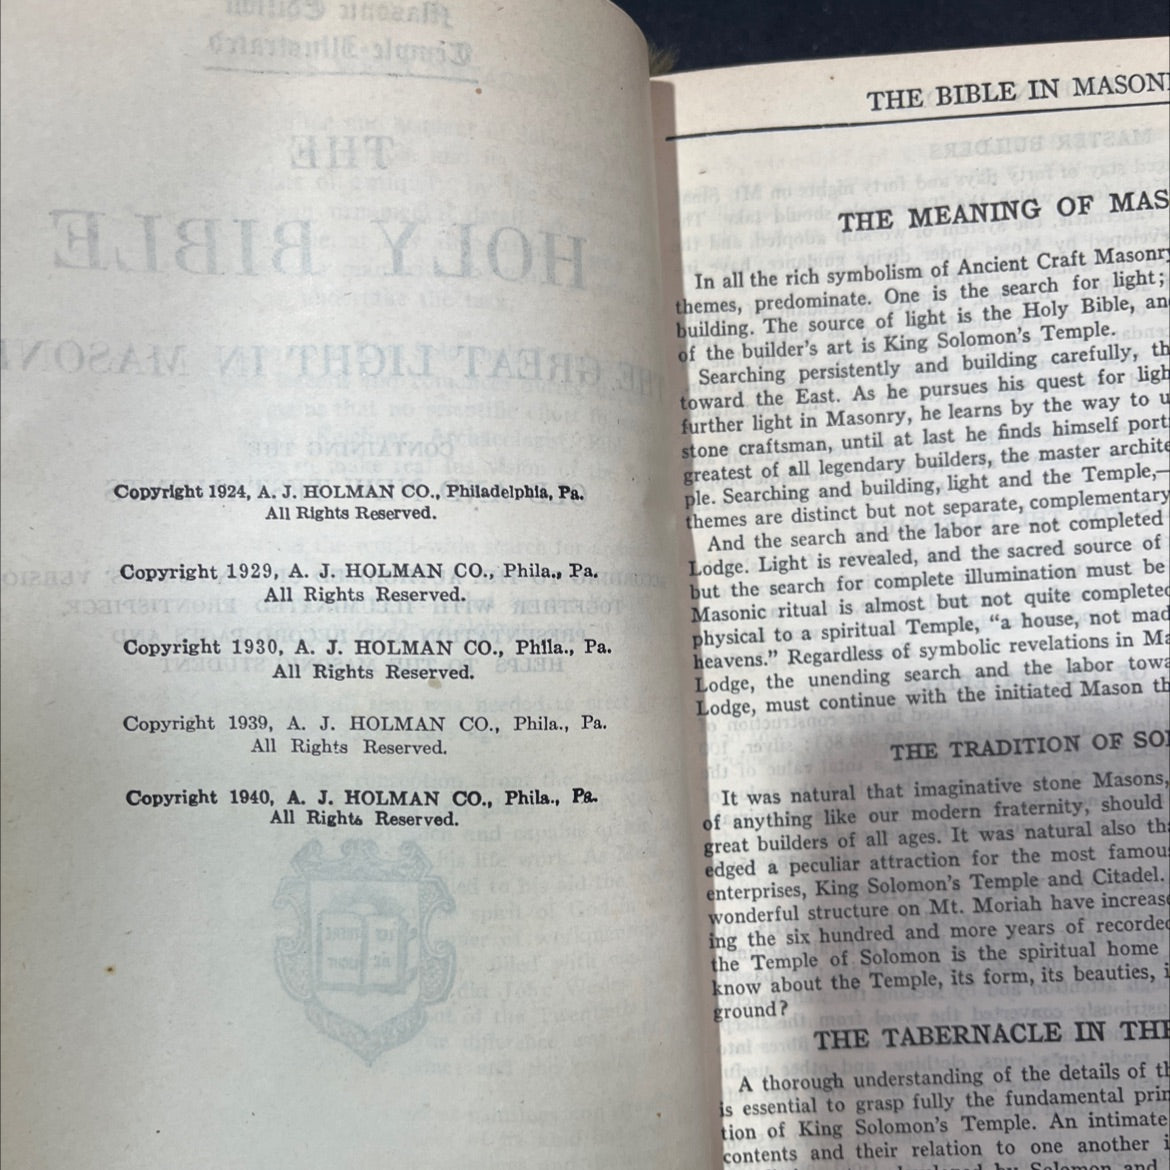 Copyright 1924, A. J. HOLMAN CO., Philadelphia, Pa.
All Rights Reserved.
Copyright 1929, A. J. HOLMAN CO., Phila., Pa.
All Rights Reserved.
Copyright 1930, A. J. HOLMAN CO., Phila., Pa.
All Rights Reserved.
Copyright 1939, A. J. HOLMAN CO., Phila., Pa.
All Rights Reserved.
Copyright 1940, A. J. HOLMAN CO., Phila., Pa.
All Rights Reserved.
THE BIBLE IN MASON
THE MEANING OF MAS
In all the rich symbolism of Ancient Craft Masonry
themes, predominate. One is the search for light;
building. The source of light is the Holy Bible, an
of the builder's art is King Solomon's Temple.
Searching persistently and building carefully, th
toward the East. As he pursues his quest for ligh
further light in Masonry, he learns by the way to u
stone craftsman, until at last he finds himself port
greatest of all legendary builders, the master archite
ple. Searching and building, light and the Temple,—
themes are distinct but not separate, complementary
And the search and the labor are not completed
Lodge. Light is revealed, and the sacred source of
but the search for complete illumination must be
Masonic ritual is almost but not quite complete
physical to a spiritual Temple, "a house, not mad
heavens." Regardless of symbolic revelations in Ma
Lodge, the unending search and the labor towa
Lodge, must continue with the initiated Mason th
THE TRADITION OF SO
It was natural that imaginative stone Masons,
of anything like our modern fraternity, should
great builders of all ages. It was natural also tha
edged a peculiar attraction for the most famou
enterprises, King Solomon's Temple and Citadel.
wonderful structure on Mt. Moriah have increase
ing the six hundred and more years of recorded
the Temple of Solomon is the spiritual home
know about the Temple, its form, its beauties, i
ground?
THE TABERNACLE IN THE
A thorough understanding of the details of th
is essential to grasp fully the fundamental prin
tion of King Solomon's Temple. An intimate
contents and their relation to one another i
by Solomon and